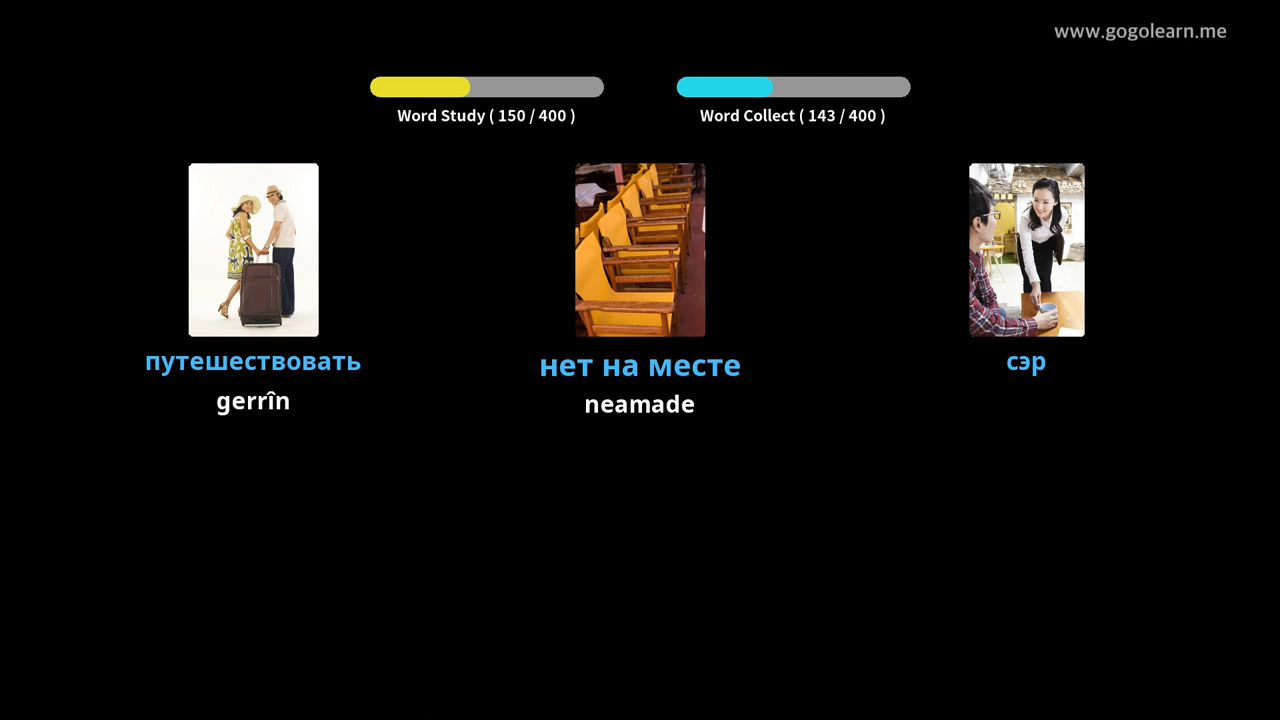 www.gogolearn.me
Word Study ( 150 / 400 )
Word Collect ( 143 / 400 )
путешествовать
нет на месте
сэр
gerrîn
neamade